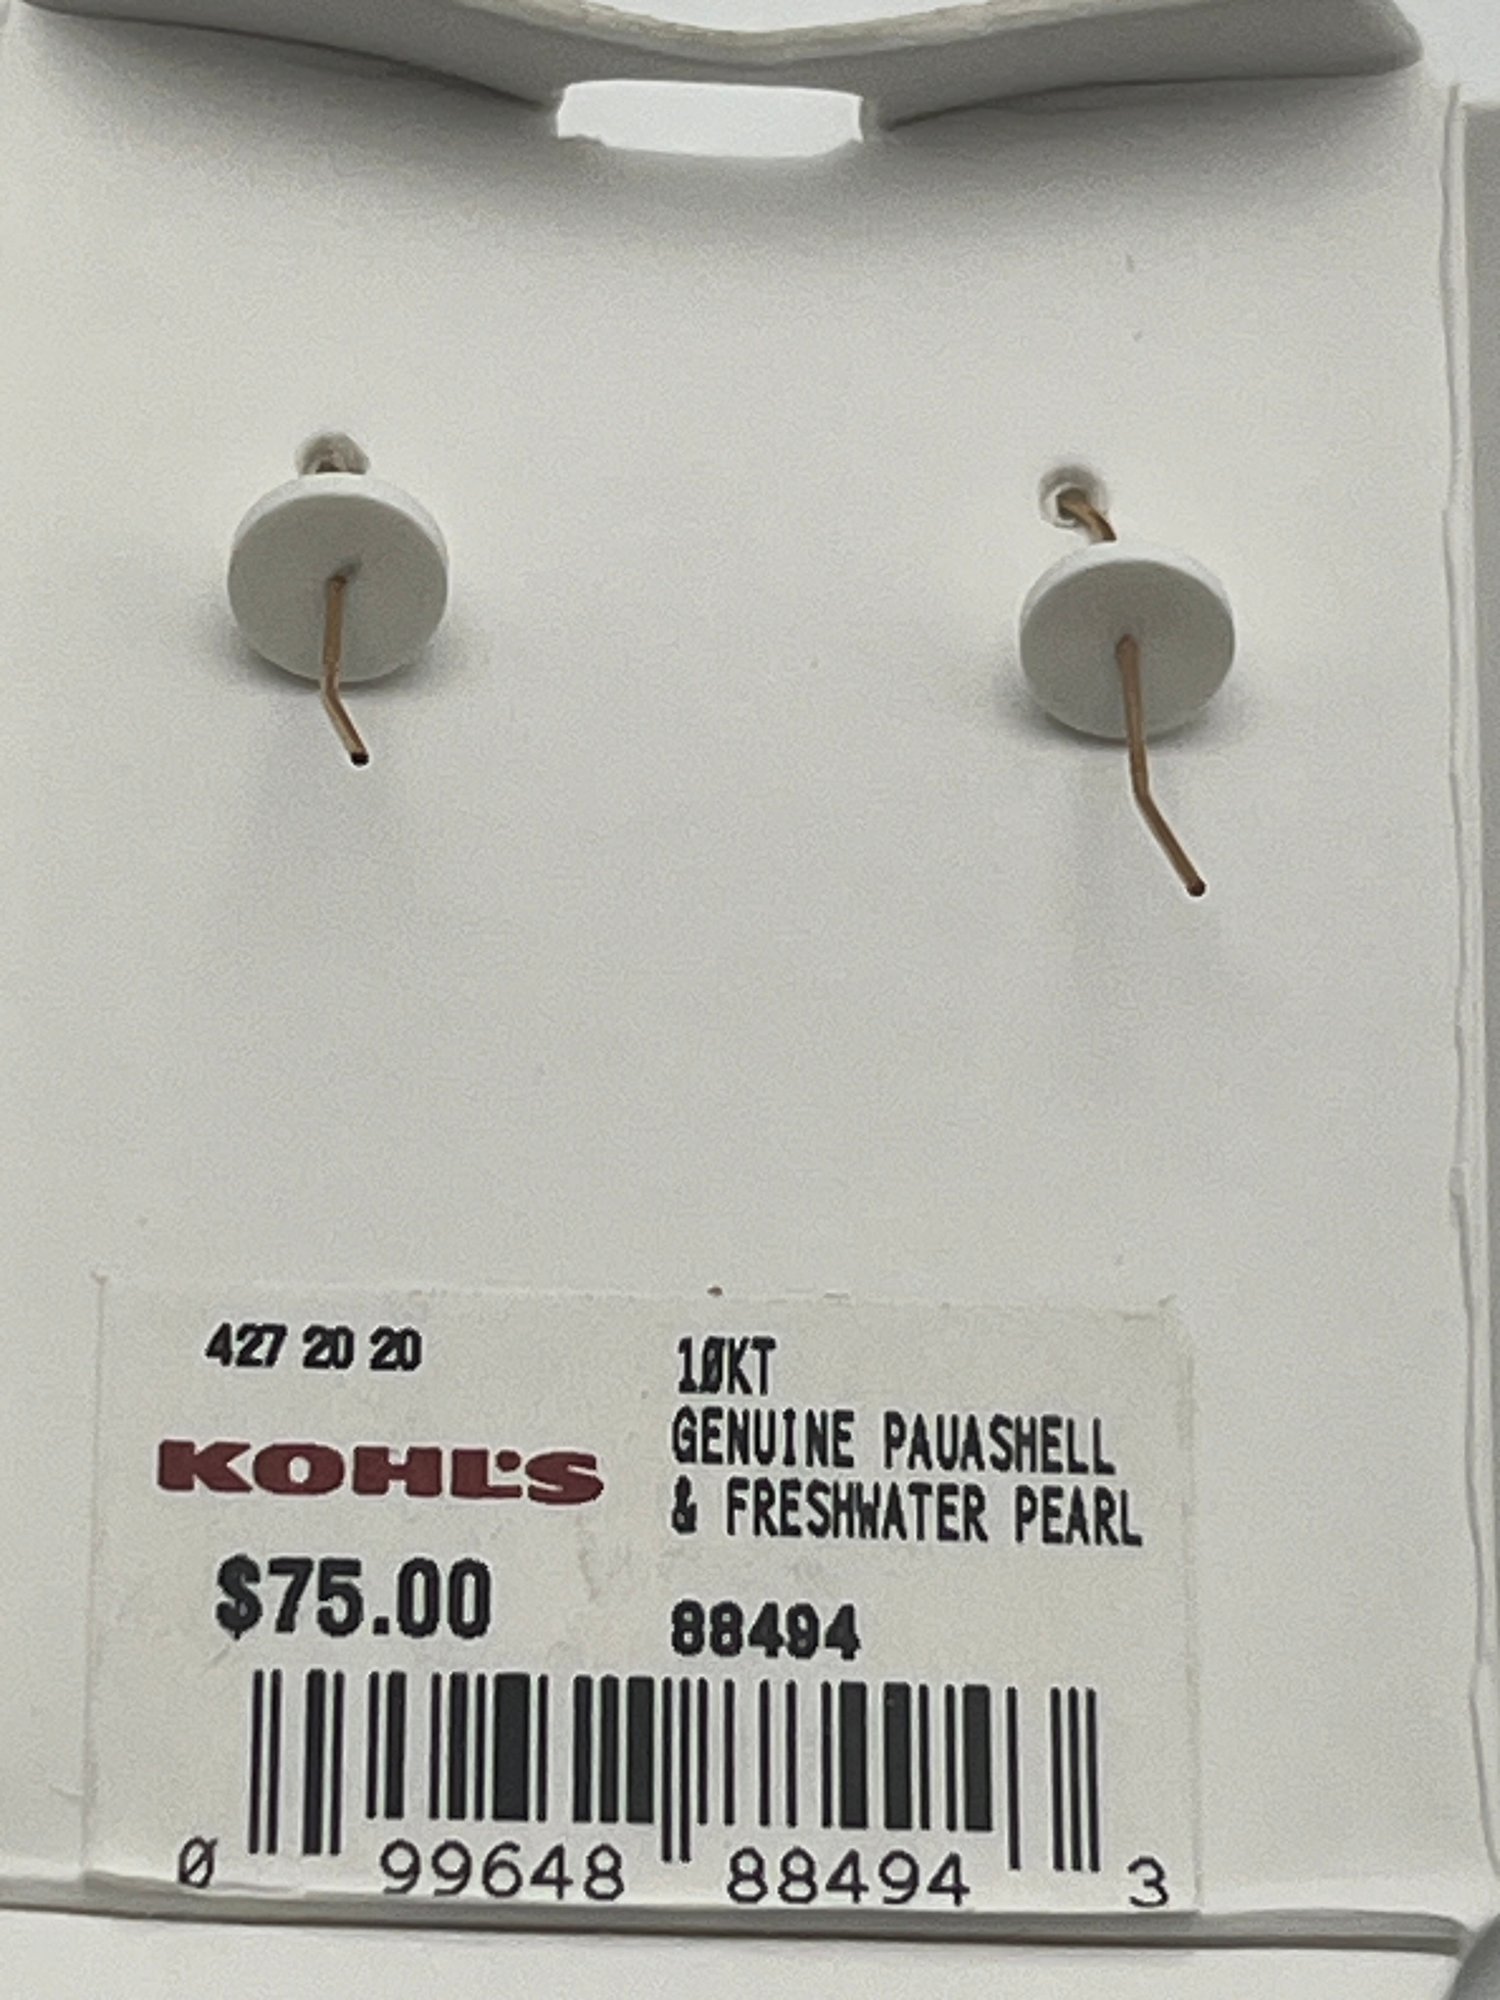 427 20 20
KOHL'S
$75.00
10KT
GENUINE PAUASHELL
& FRESHWATER PEARL
88494
0 99648 88494 3